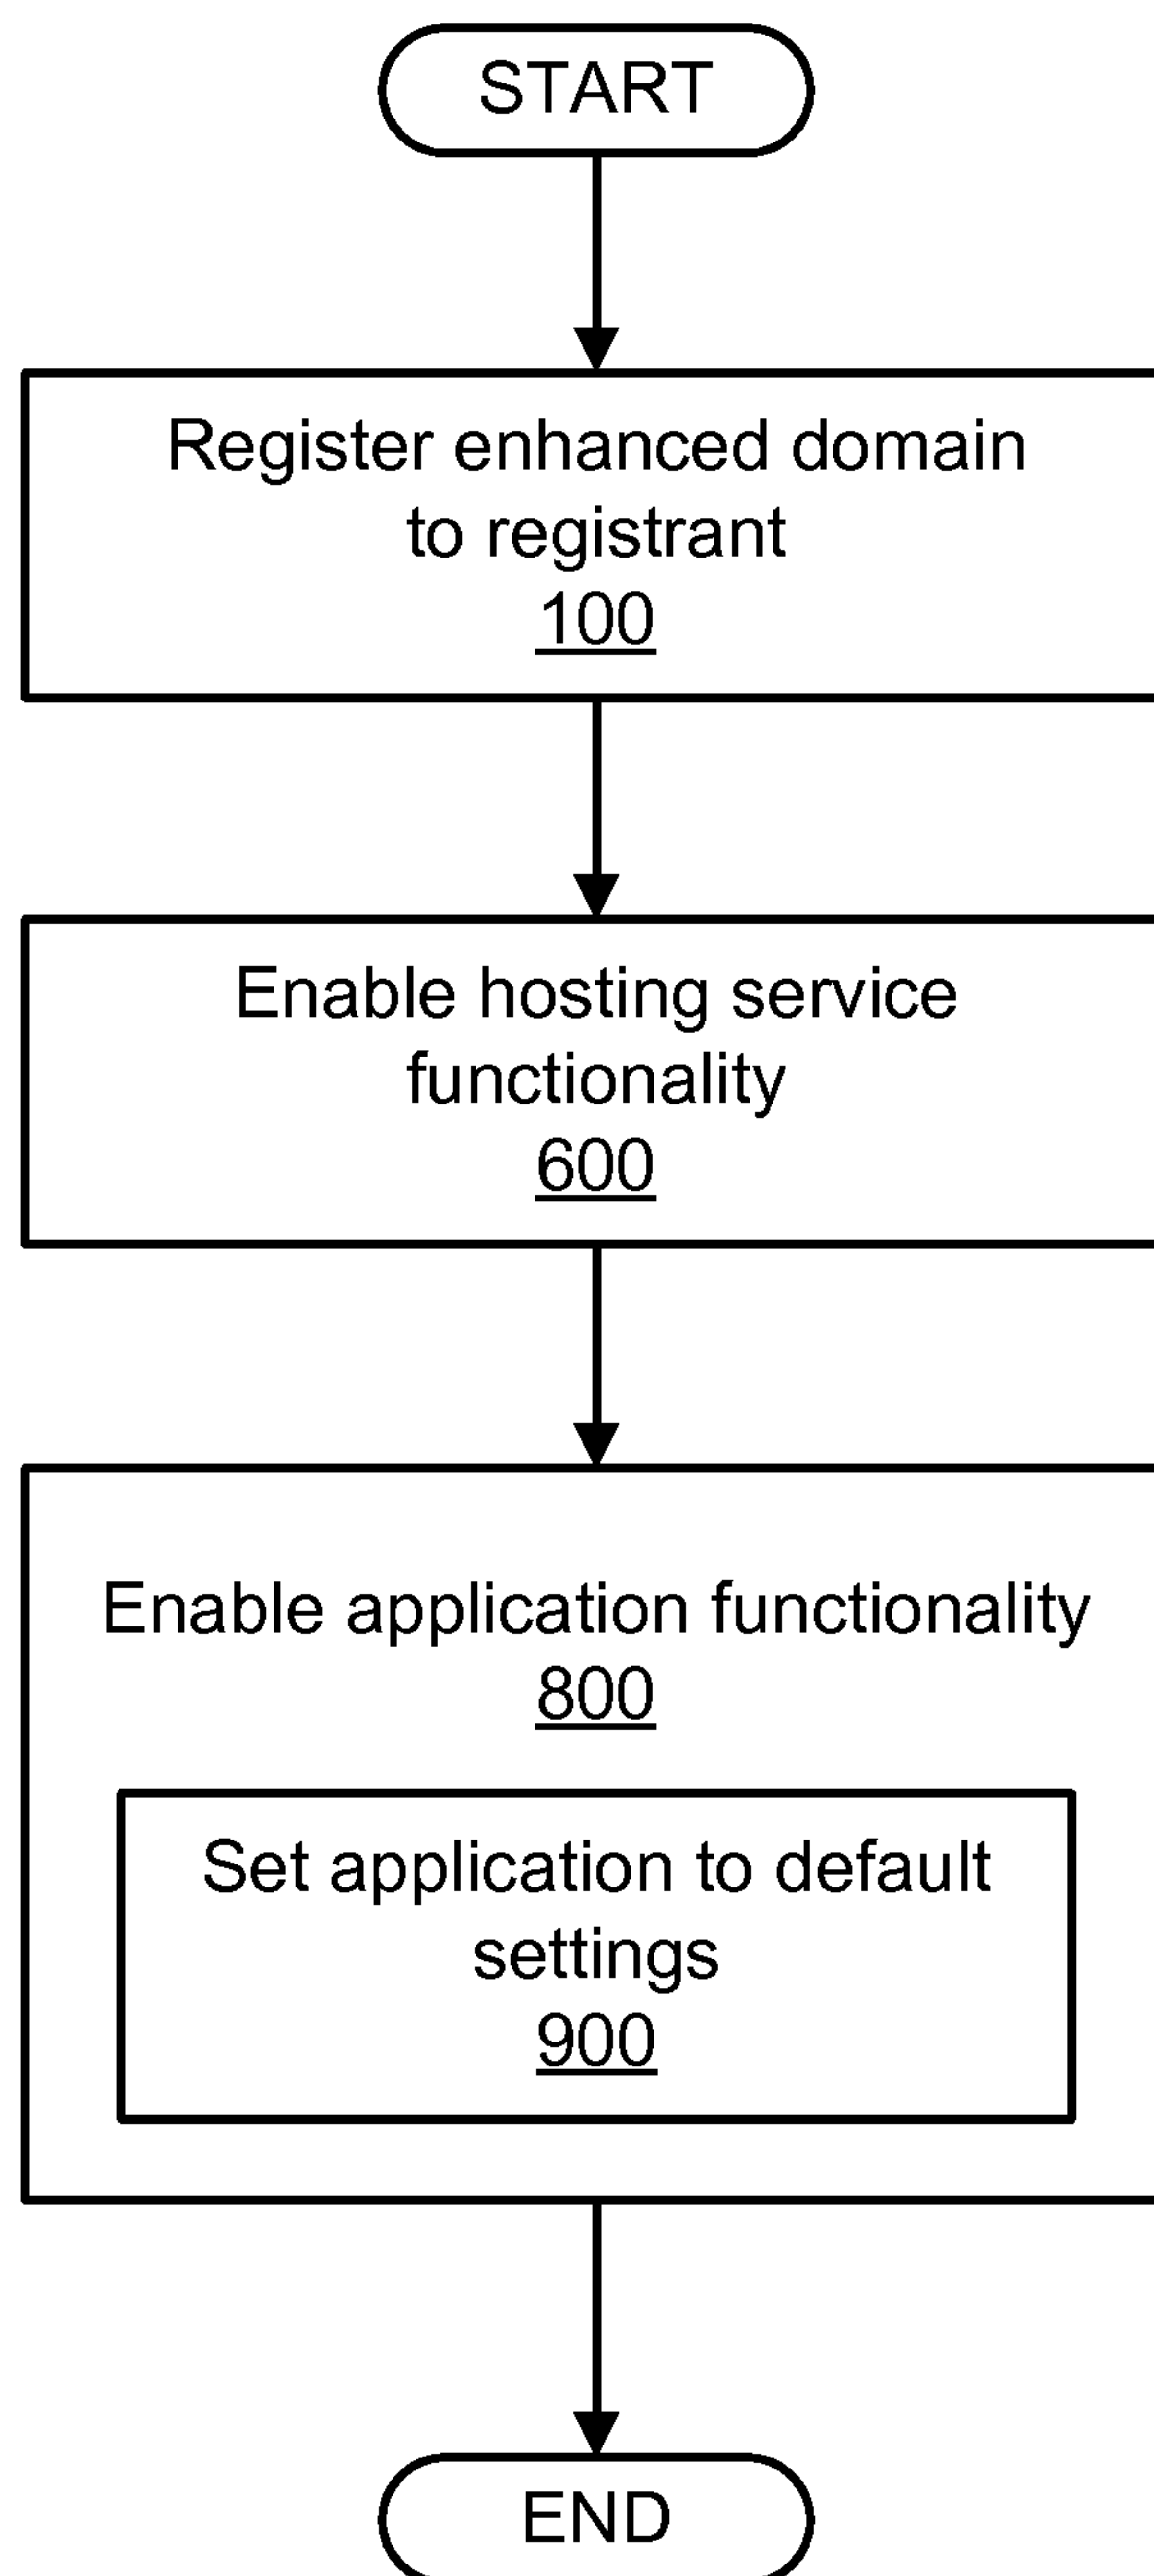 START
Register enhanced domain
to registrant
100
Enable hosting service
functionality
600
Enable application functionality
800
Set application to default
settings
900
END